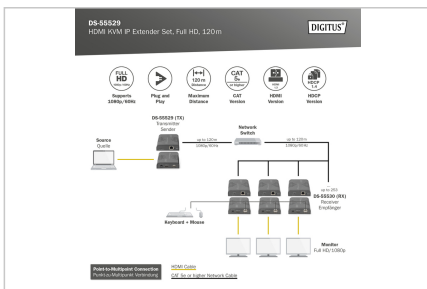 DS-55529
HDMI KVM IP Extender Set, Full HD, 120 m
DIGITUS®
FULL
HD
Supports
1080p/60Hz
Plug and
Play
120 m
Distance
Maximum
Distance
CAT
5e
or higher
CAT
Version
HDMI
Version
HDCP
1.4
HDCP
Version
DS-55529 (TX)
Transmitter
Sender
Source
Quelle
up to 120 m
1080p/60Hz
Network
Switch
up to 120 m
1080p/60Hz
up to 253
DS-55530 (RX)
Receiver
Empfänger
Keyboard + Mouse
Monitor
Full HD/1080p
Point-to-Multipoint Connection
Punkt-zu-Multipunkt Verbindung
HDMI Cable
CAT 5e or higher Network Cable